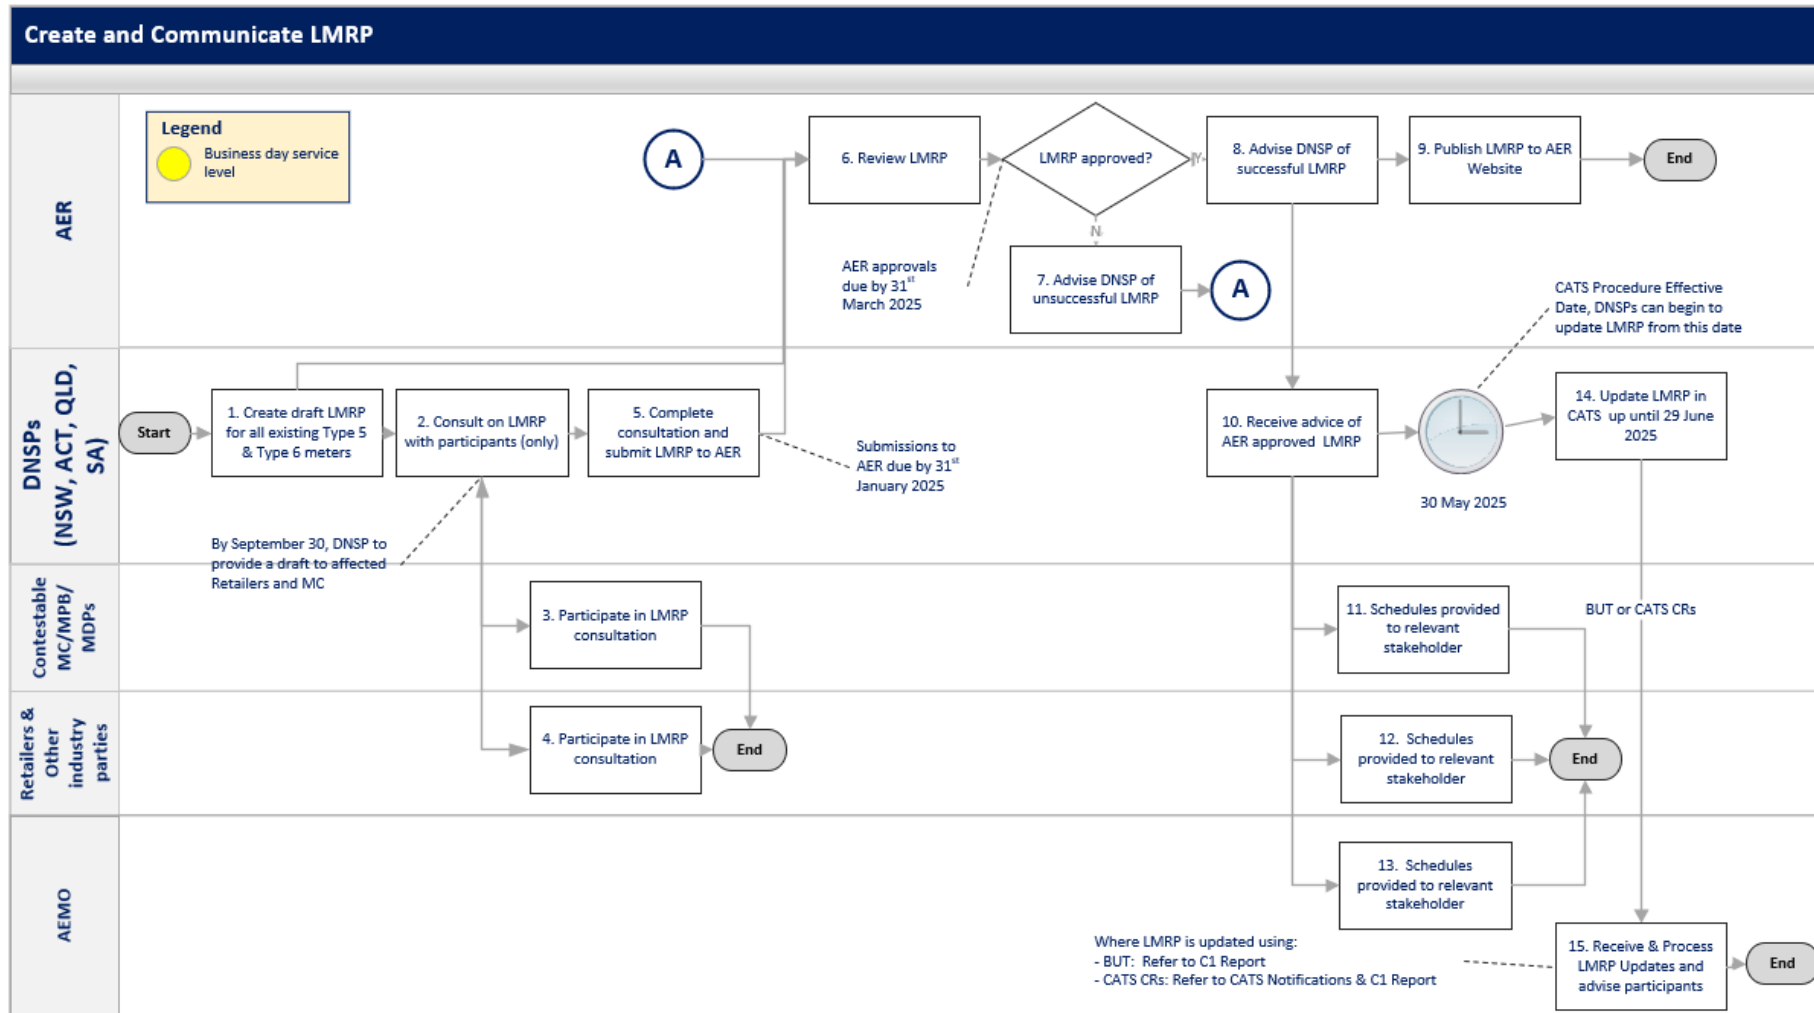 Create and Communicate LMRP
AER
Legend
Business day service
level
A
6. Review LMRP
LMRP approved?
Y
8. Advise DNSP of
successful LMRP
9. Publish LMRP to AER
Website
End
N
AER approvals
due by 31st
March 2025
7. Advise DNSP of
unsuccessful LMRP
A
CATS Procedure Effective
Date, DNSPs can begin to
update LMRP from this date
DNSPs
(NSW, ACT, QLD,
SA)
Start
1. Create draft LMRP
for all existing Type 5
& Type 6 meters
2. Consult on LMRP
with participants (only)
5. Complete
consultation and
submit LMRP to AER
Submissions to
AER due by 31st
January 2025
10. Receive advice of
AER approved LMRP
30 May 2025
14. Update LMRP in
CATS up until 29 June
2025
By September 30, DNSP to
provide a draft to affected
Retailers and MC
Contestable
MC/MPB/
MDPs
3. Participate in LMRP
consultation
11. Schedules provided
to relevant
stakeholder
BUT or CATS CRs
Retailers &
Other
industry
parties
4. Participate in LMRP
consultation
End
12. Schedules
provided to relevant
stakeholder
End
AEMO
13. Schedules
provided to relevant
stakeholder
Where LMRP is updated using:
- BUT: Refer to C1 Report
- CATS CRs: Refer to CATS Notifications & C1 Report
15. Receive & Process
LMRP Updates and
advise participants
End